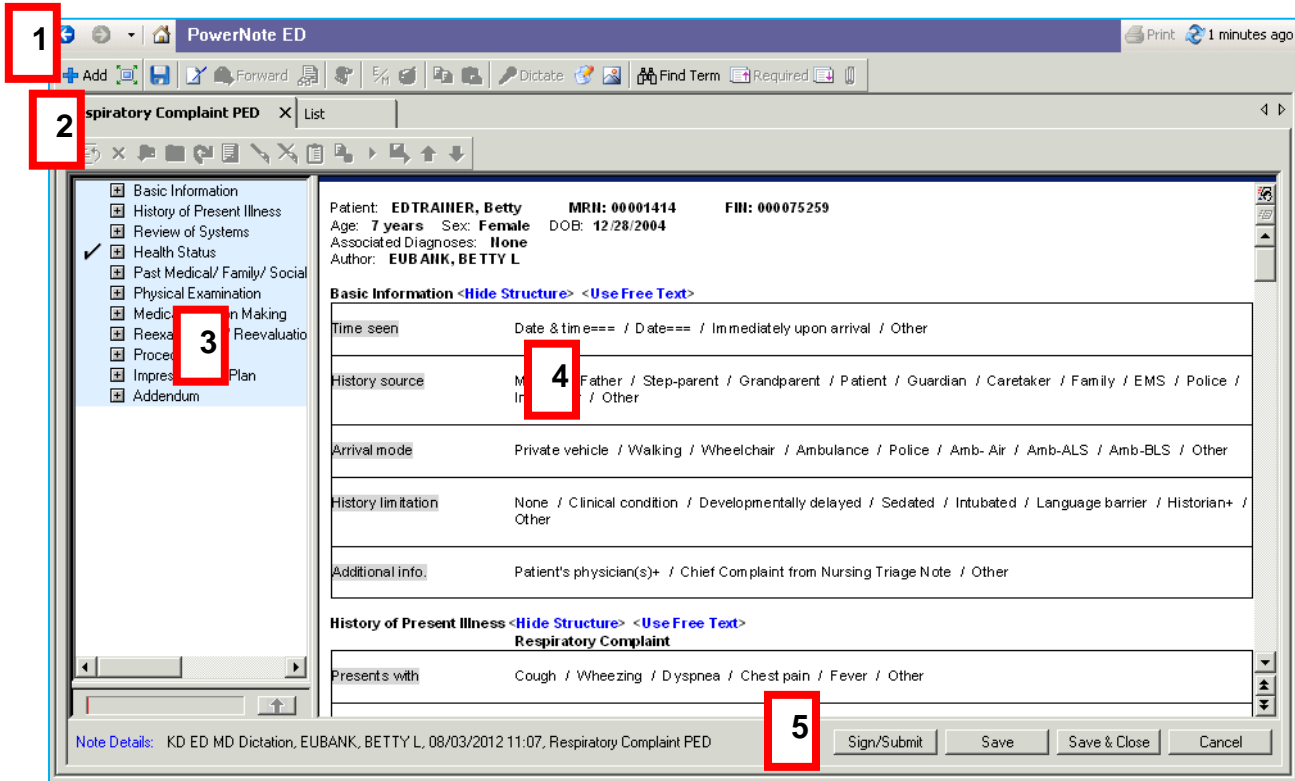 1
PowerNote ED
Print 1 minutes ago
Add Forward E/M Dictate Find Term Required
2
spiratory Complaint PED X List
Basic Information
History of Present Illness
Review of Systems
Health Status
Past Medical/ Family/ Social
Physical Examination
Medica n Making
Reexa / Reevaluatio
Proced
Impres Plan
Addendum
3
Patient: EDTRAINER, Betty MRN: 00001414 FIN: 000075259
Age: 7 years Sex: Female DOB: 12/28/2004
Associated Diagnoses: None
Author: EUBANK, BETTY L
Basic Information <Hide Structure> <Use Free Text>
Time seen Date & time=== / Date=== / Immediately upon arrival / Other
4
History source M Father / Step-parent / Grandparent / Patient / Guardian / Caretaker / Family / EMS / Police /
In / Other
Arrival mode Private vehicle / Walking / Wheelchair / Ambulance / Police / Amb- Air / Amb-ALS / Amb-BLS / Other
History limitation None / Clinical condition / Developmentally delayed / Sedated / Intubated / Language barrier / Historian+ /
Other
Additional info. Patient's physician(s)+ / Chief Complaint from Nursing Triage Note / Other
History of Present Illness <Hide Structure> <Use Free Text>
Respiratory Complaint
Presents with Cough / Wheezing / Dyspnea / Chest pain / Fever / Other
5
Note Details: KD ED MD Dictation, EUBANK, BETTY L, 08/03/2012 11:07, Respiratory Complaint PED Sign/Submit Save Save & Close Cancel